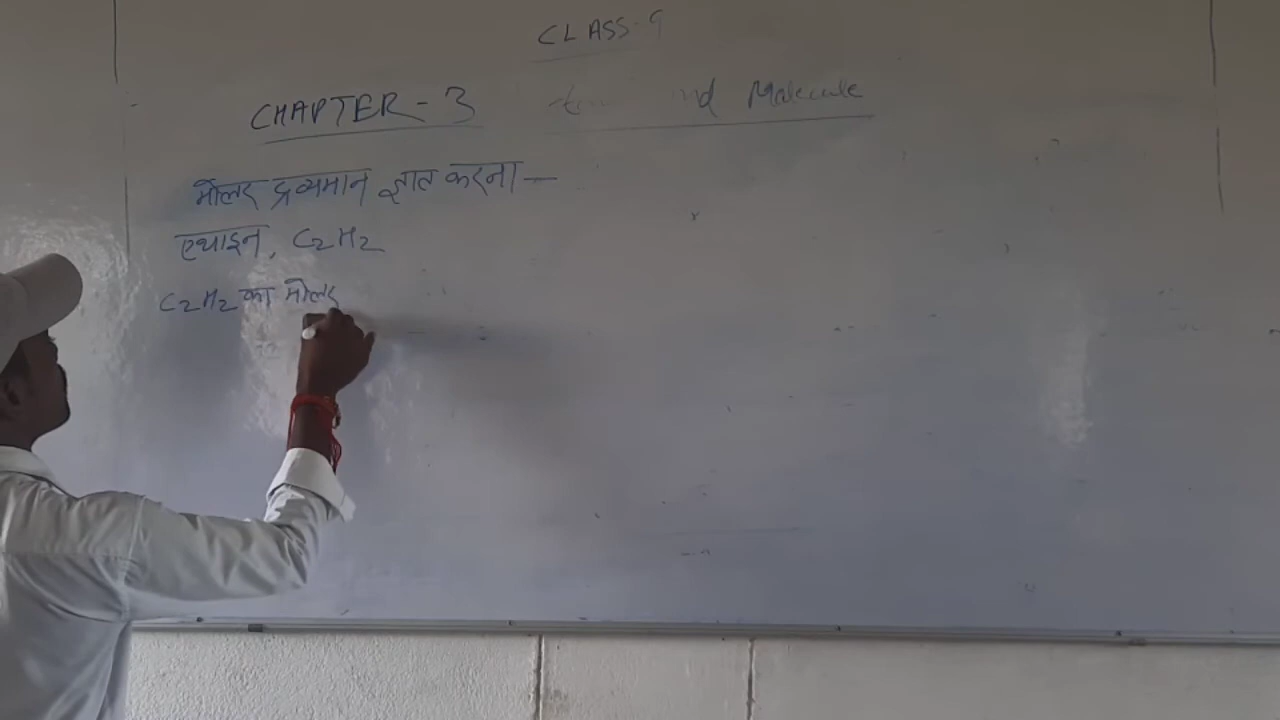 CLASS-9
CHAPTER-3 and Molecule
मोलर द्रव्यमान ज्ञात करना—
एथाइन, C2H2
C2H2 का मोलर